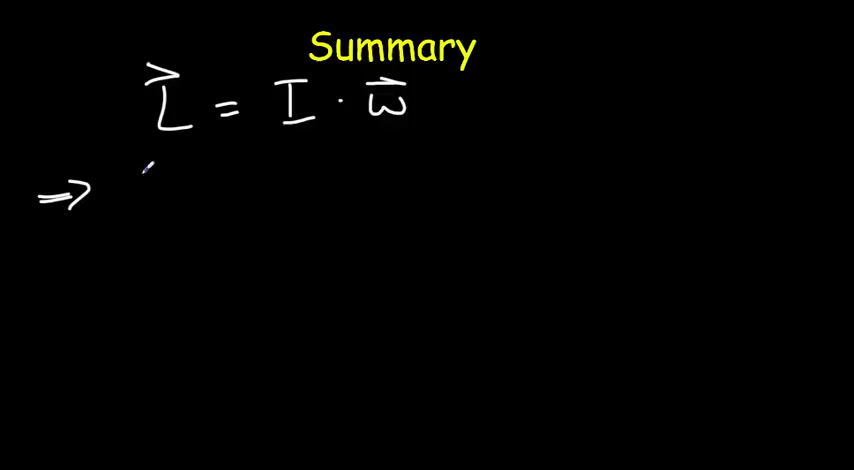 Summary
L⃗ = I · ω⃗
⇒